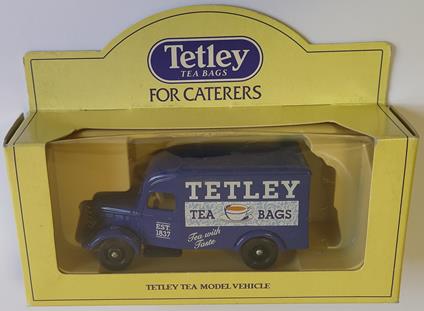 Tetley
TEA BAGS
FOR CATERERS
TETLEY
TEA BAGS
EST.
1837
Tea with
Taste
TETLEY TEA MODEL VEHICLE